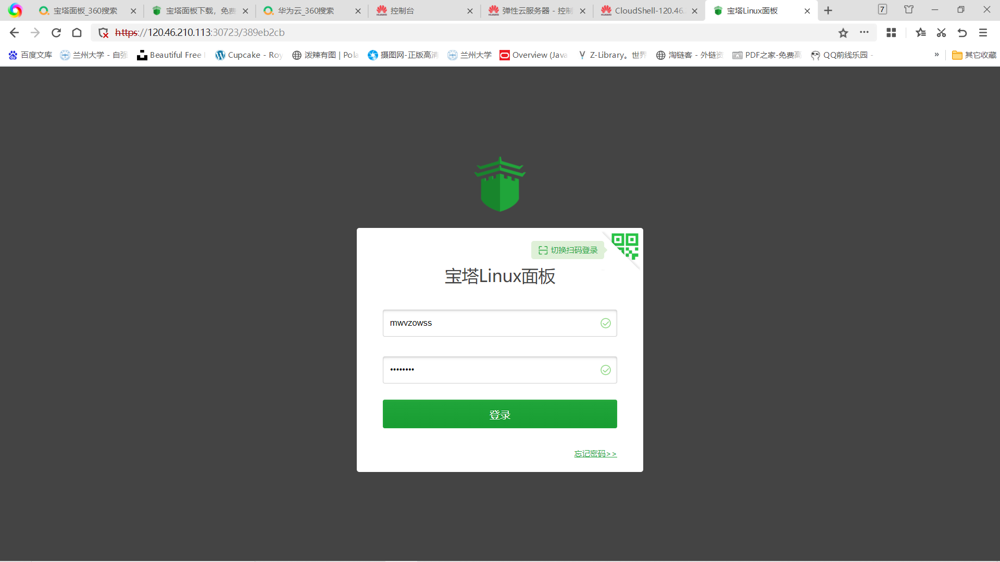 宝塔面板_360搜索
宝塔面板下载，免费
华为云_360搜索
控制台
弹性云服务器 - 控制
CloudShell-120.46.
宝塔Linux面板
7
https://120.46.210.113:30723/389eb2cb
百度文库
兰州大学 - 自强
Beautiful Free
Cupcake - Roy
泼辣有图 | Pola
摄图网-正版高清
兰州大学
Overview (Java
Z-Library。世界
淘链客 - 外链资
PDF之家-免费高
QQ前线乐园 -
»
其它收藏
切换扫码登录
宝塔Linux面板
mwvzowss
••••••••
登录
忘记密码>>